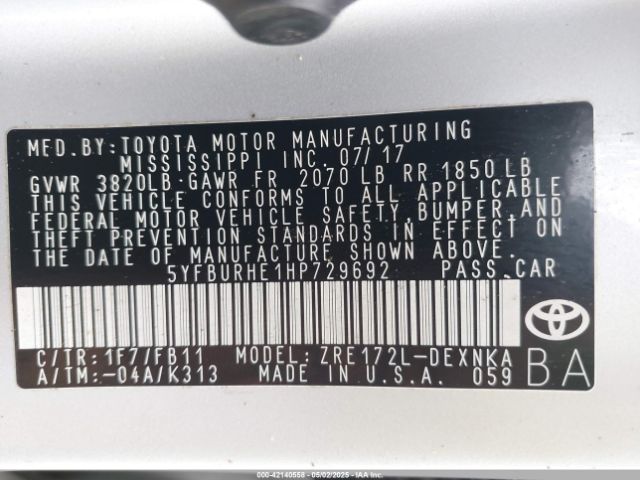 MFD.BY:TOYOTA MOTOR MANUFACTURING
MISSISSIPPI INC. 07/17
GVWR 3820LB GAWR FR 2070 LB RR 1850 LB
THIS VEHICLE CONFORMS TO ALL APPLICABLE
FEDERAL MOTOR VEHICLE SAFETY,BUMPER,AND
THEFT PREVENTION STANDARDS IN EFFECT ON
THE DATE OF MANUFACTURE SHOWN ABOVE.
5YFBURHE1HP729692 PASS.CAR
C/TR:1F7/FB11 MODEL:ZRE172L-DEXNKA
A/TM:-04A/K313 MADE IN U.S.A. 059
BA
000-42140558 - 05/02/2025 - IAAI.COM